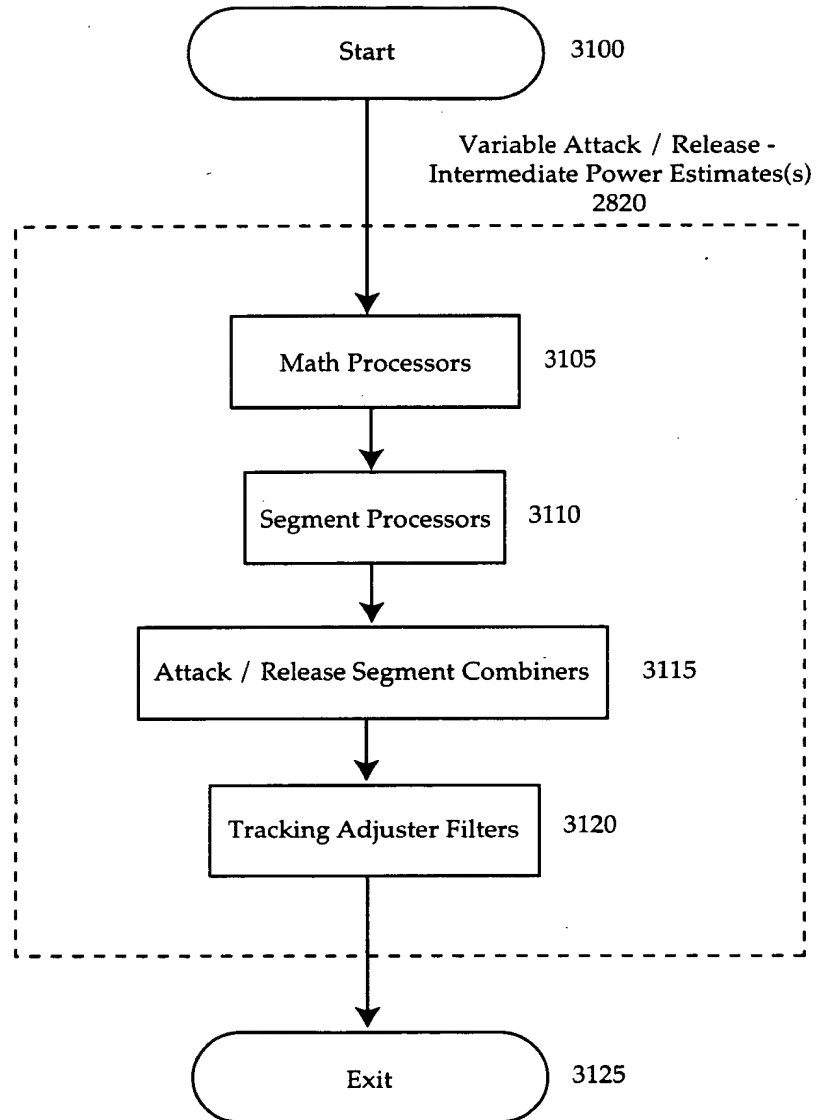 Start 3100
Variable Attack / Release -
Intermediate Power Estimates(s)
2820
Math Processors 3105
Segment Processors 3110
Attack / Release Segment Combiners 3115
Tracking Adjuster Filters 3120
Exit 3125